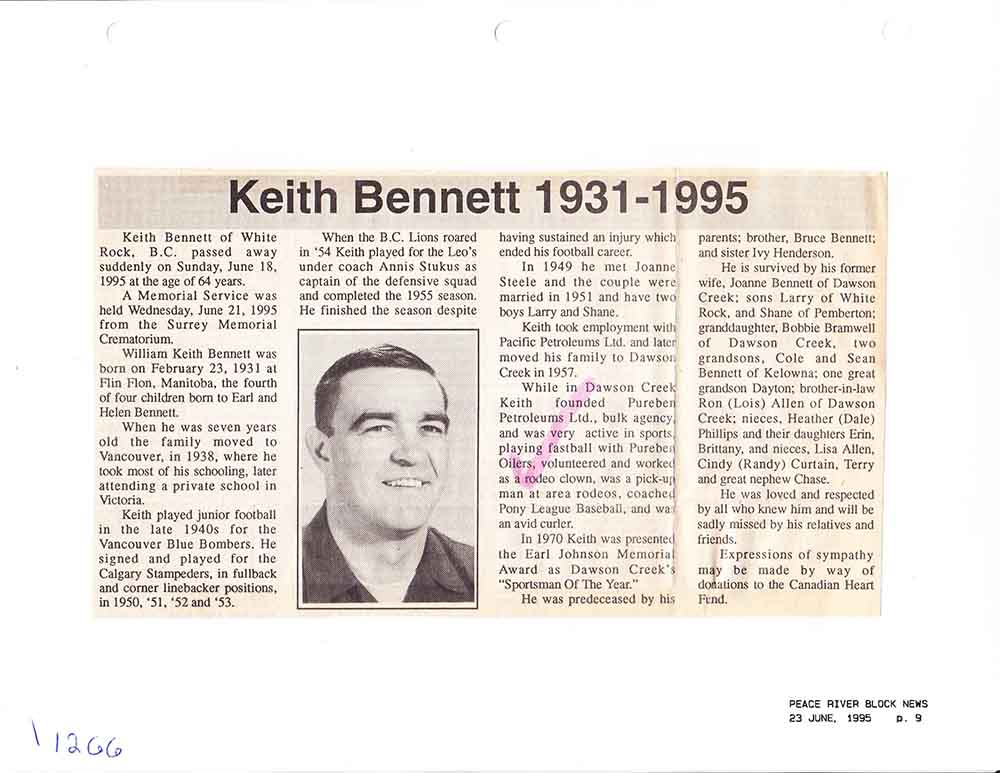 Keith Bennett 1931-1995
Keith Bennett of White
Rock, B.C. passed away
suddenly on Sunday, June 18,
1995 at the age of 64 years.
A Memorial Service was
held Wednesday, June 21, 1995
from the Surrey Memorial
Crematorium.
William Keith Bennett was
born on February 23, 1931 at
Flin Flon, Manitoba, the fourth
of four children born to Earl and
Helen Bennett.
When he was seven years
old the family moved to
Vancouver, in 1938, where he
took most of his schooling, later
attending a private school in
Victoria.
Keith played junior football
in the late 1940s for the
Vancouver Blue Bombers. He
signed and played for the
Calgary Stampeders, in fullback
and corner linebacker positions,
in 1950, '51, '52 and '53.
When the B.C. Lions roared
in '54 Keith played for the Leo's
under coach Annis Stukus as
captain of the defensive squad
and completed the 1955 season.
He finished the season despite
having sustained an injury which
ended his football career.
In 1949 he met Joanne
Steele and the couple were
married in 1951 and have two
boys Larry and Shane.
Keith took employment with
Pacific Petroleums Ltd. and later
moved his family to Dawson
Creek in 1957.
While in Dawson Creek
Keith founded Pureben
Petroleums Ltd., bulk agency,
and was very active in sports,
playing fastball with Pureben
Oilers, volunteered and worked
as a rodeo clown, was a pick-up
man at area rodeos, coached
Pony League Baseball, and was
an avid curler.
In 1970 Keith was presented
the Earl Johnson Memorial
Award as Dawson Creek's
"Sportsman Of The Year."
He was predeceased by his
parents; brother, Bruce Bennett;
and sister Ivy Henderson.
He is survived by his former
wife, Joanne Bennett of Dawson
Creek; sons Larry of White
Rock, and Shane of Pemberton;
granddaughter, Bobbie Bramwell
of Dawson Creek, two
grandsons, Cole and Sean
Bennett of Kelowna; one great
grandson Dayton; brother-in-law
Ron (Lois) Allen of Dawson
Creek; nieces, Heather (Dale)
Phillips and their daughters Erin,
Brittany, and nieces, Lisa Allen,
Cindy (Randy) Curtain, Terry
and great nephew Chase.
He was loved and respected
by all who knew him and will be
sadly missed by his relatives and
friends.
Expressions of sympathy
may be made by way of
donations to the Canadian Heart
Fund.
PEACE RIVER BLOCK NEWS
23 JUNE, 1995 p. 9
\1266